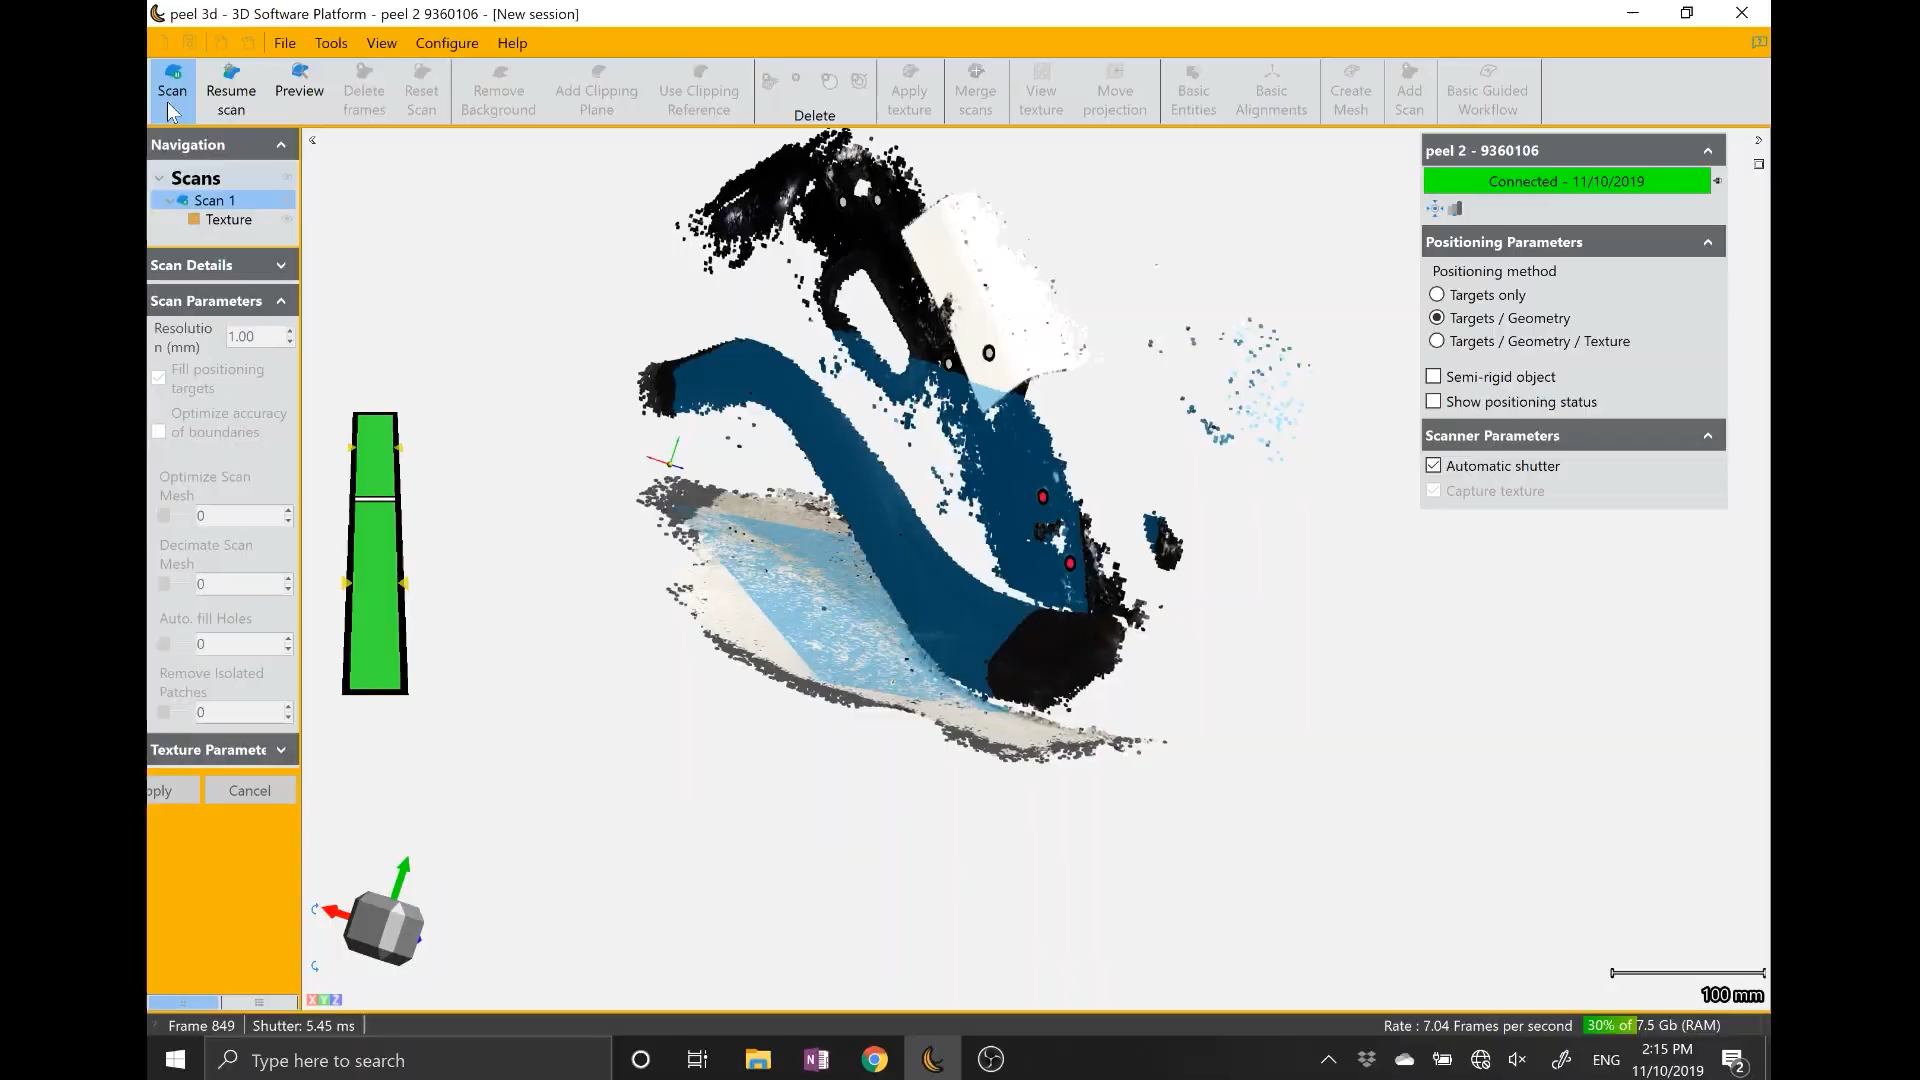 peel 3d - 3D Software Platform - peel 2 9360106 - [New session]
File Tools View Configure Help
Scan
Resume
scan
Preview
Delete
frames
Reset
Scan
Remove
Background
Add Clipping
Plane
Use Clipping
Reference
Delete
Apply
texture
Merge
scans
View
texture
Move
projection
Basic
Entities
Basic
Alignments
Create
Mesh
Add
Scan
Basic Guided
Workflow
Navigation
Scans
Scan 1
Texture
Scan Details
Scan Parameters
Resolutio
n (mm)
1.00
Fill positioning
targets
Optimize accuracy
of boundaries
Optimize Scan
Mesh
0
Decimate Scan
Mesh
0
Auto. fill Holes
0
Remove Isolated
Patches
0
Texture Paramete
pply
Cancel
peel 2 - 9360106
Connected - 11/10/2019
Positioning Parameters
Positioning method
Targets only
Targets / Geometry
Targets / Geometry / Texture
Semi-rigid object
Show positioning status
Scanner Parameters
Automatic shutter
Capture texture
100 mm
X Y Z
Frame 849
Shutter: 5.45 ms
Rate : 7.04 Frames per second
30% of 7.5 Gb (RAM)
Type here to search
N
ENG
2:15 PM
11/10/2019
2